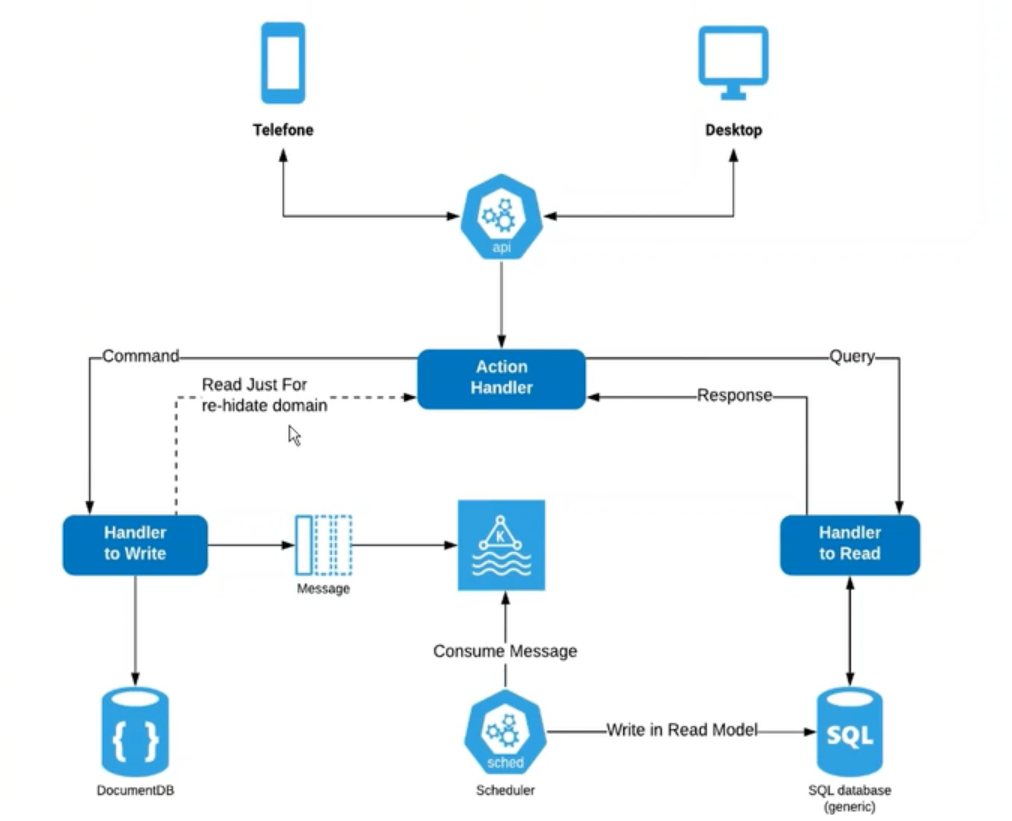 Telefone
Desktop
api
Command
Action
Handler
Query
Read Just For
re-hidate domain
Response
Handler
to Write
Message
K
Handler
to Read
Consume Message
{ }
DocumentDB
sched
Scheduler
Write in Read Model
SQL
SQL database
(generic)